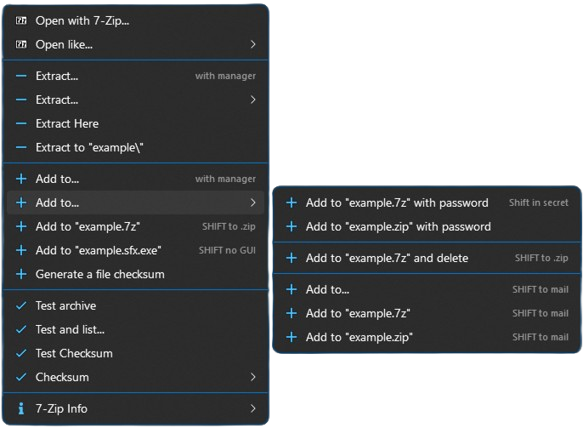 Open with 7-Zip...
Open like...
Extract... with manager
Extract...
Extract Here
Extract to "example\"
Add to... with manager
Add to...
Add to "example.7z" SHIFT to .zip
Add to "example.sfx.exe" SHIFT no GUI
Generate a file checksum
Test archive
Test and list...
Test Checksum
Checksum
7-Zip Info
Add to "example.7z" with password Shift in secret
Add to "example.zip" with password
Add to "example.7z" and delete SHIFT to .zip
Add to... SHIFT to mail
Add to "example.7z" SHIFT to mail
Add to "example.zip" SHIFT to mail